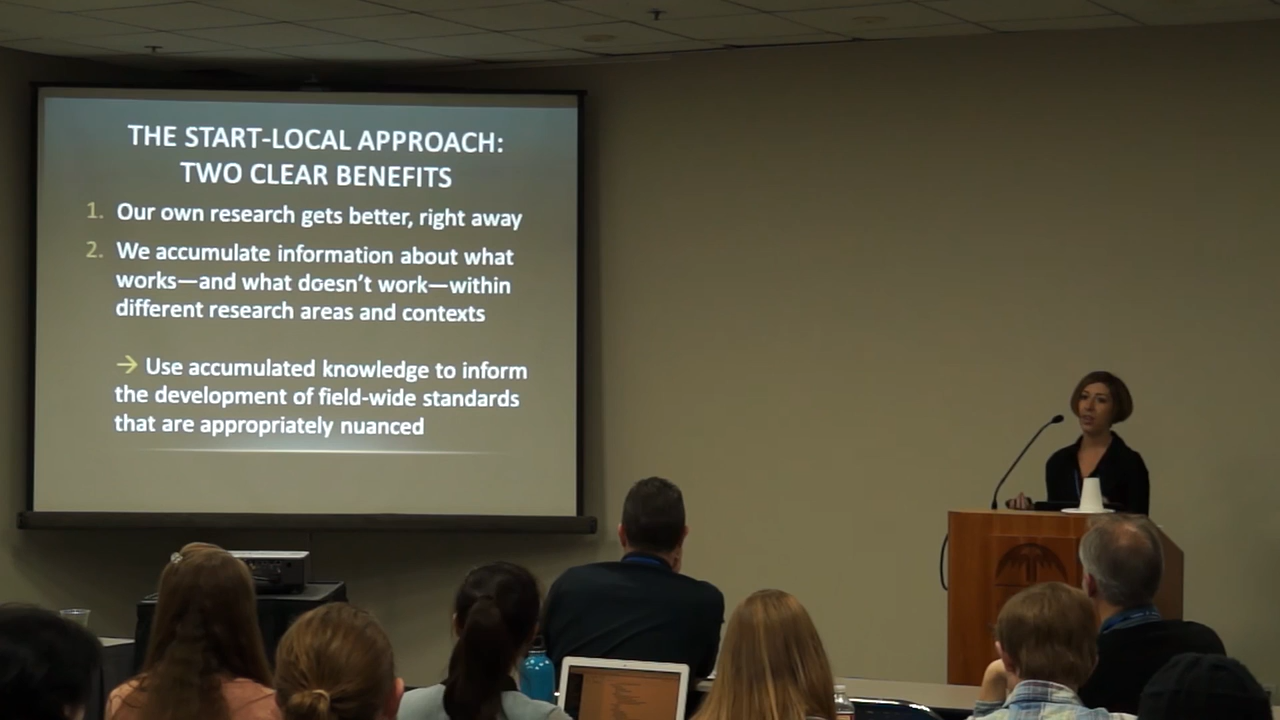 THE START-LOCAL APPROACH:
TWO CLEAR BENEFITS
1. Our own research gets better, right away
2. We accumulate information about what
works—and what doesn't work—within
different research areas and contexts
→ Use accumulated knowledge to inform
the development of field-wide standards
that are appropriately nuanced